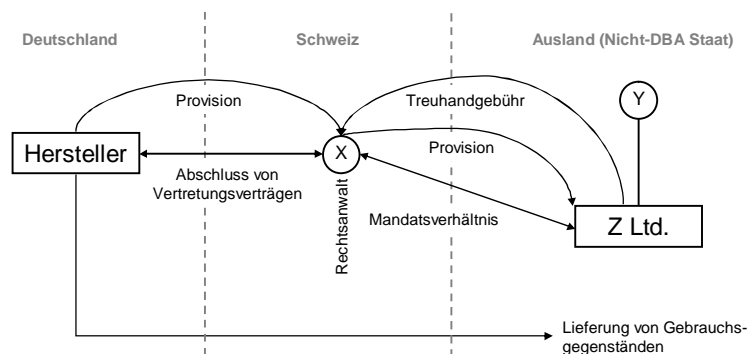 Deutschland
Schweiz
Ausland (Nicht-DBA Staat)
Provision
Treuhandgebühr
Y
Hersteller
X
Provision
Abschluss von
Vertretungsverträgen
Rechtsanwalt
Mandatsverhältnis
Z Ltd.
Lieferung von Gebrauchs-
gegenständen